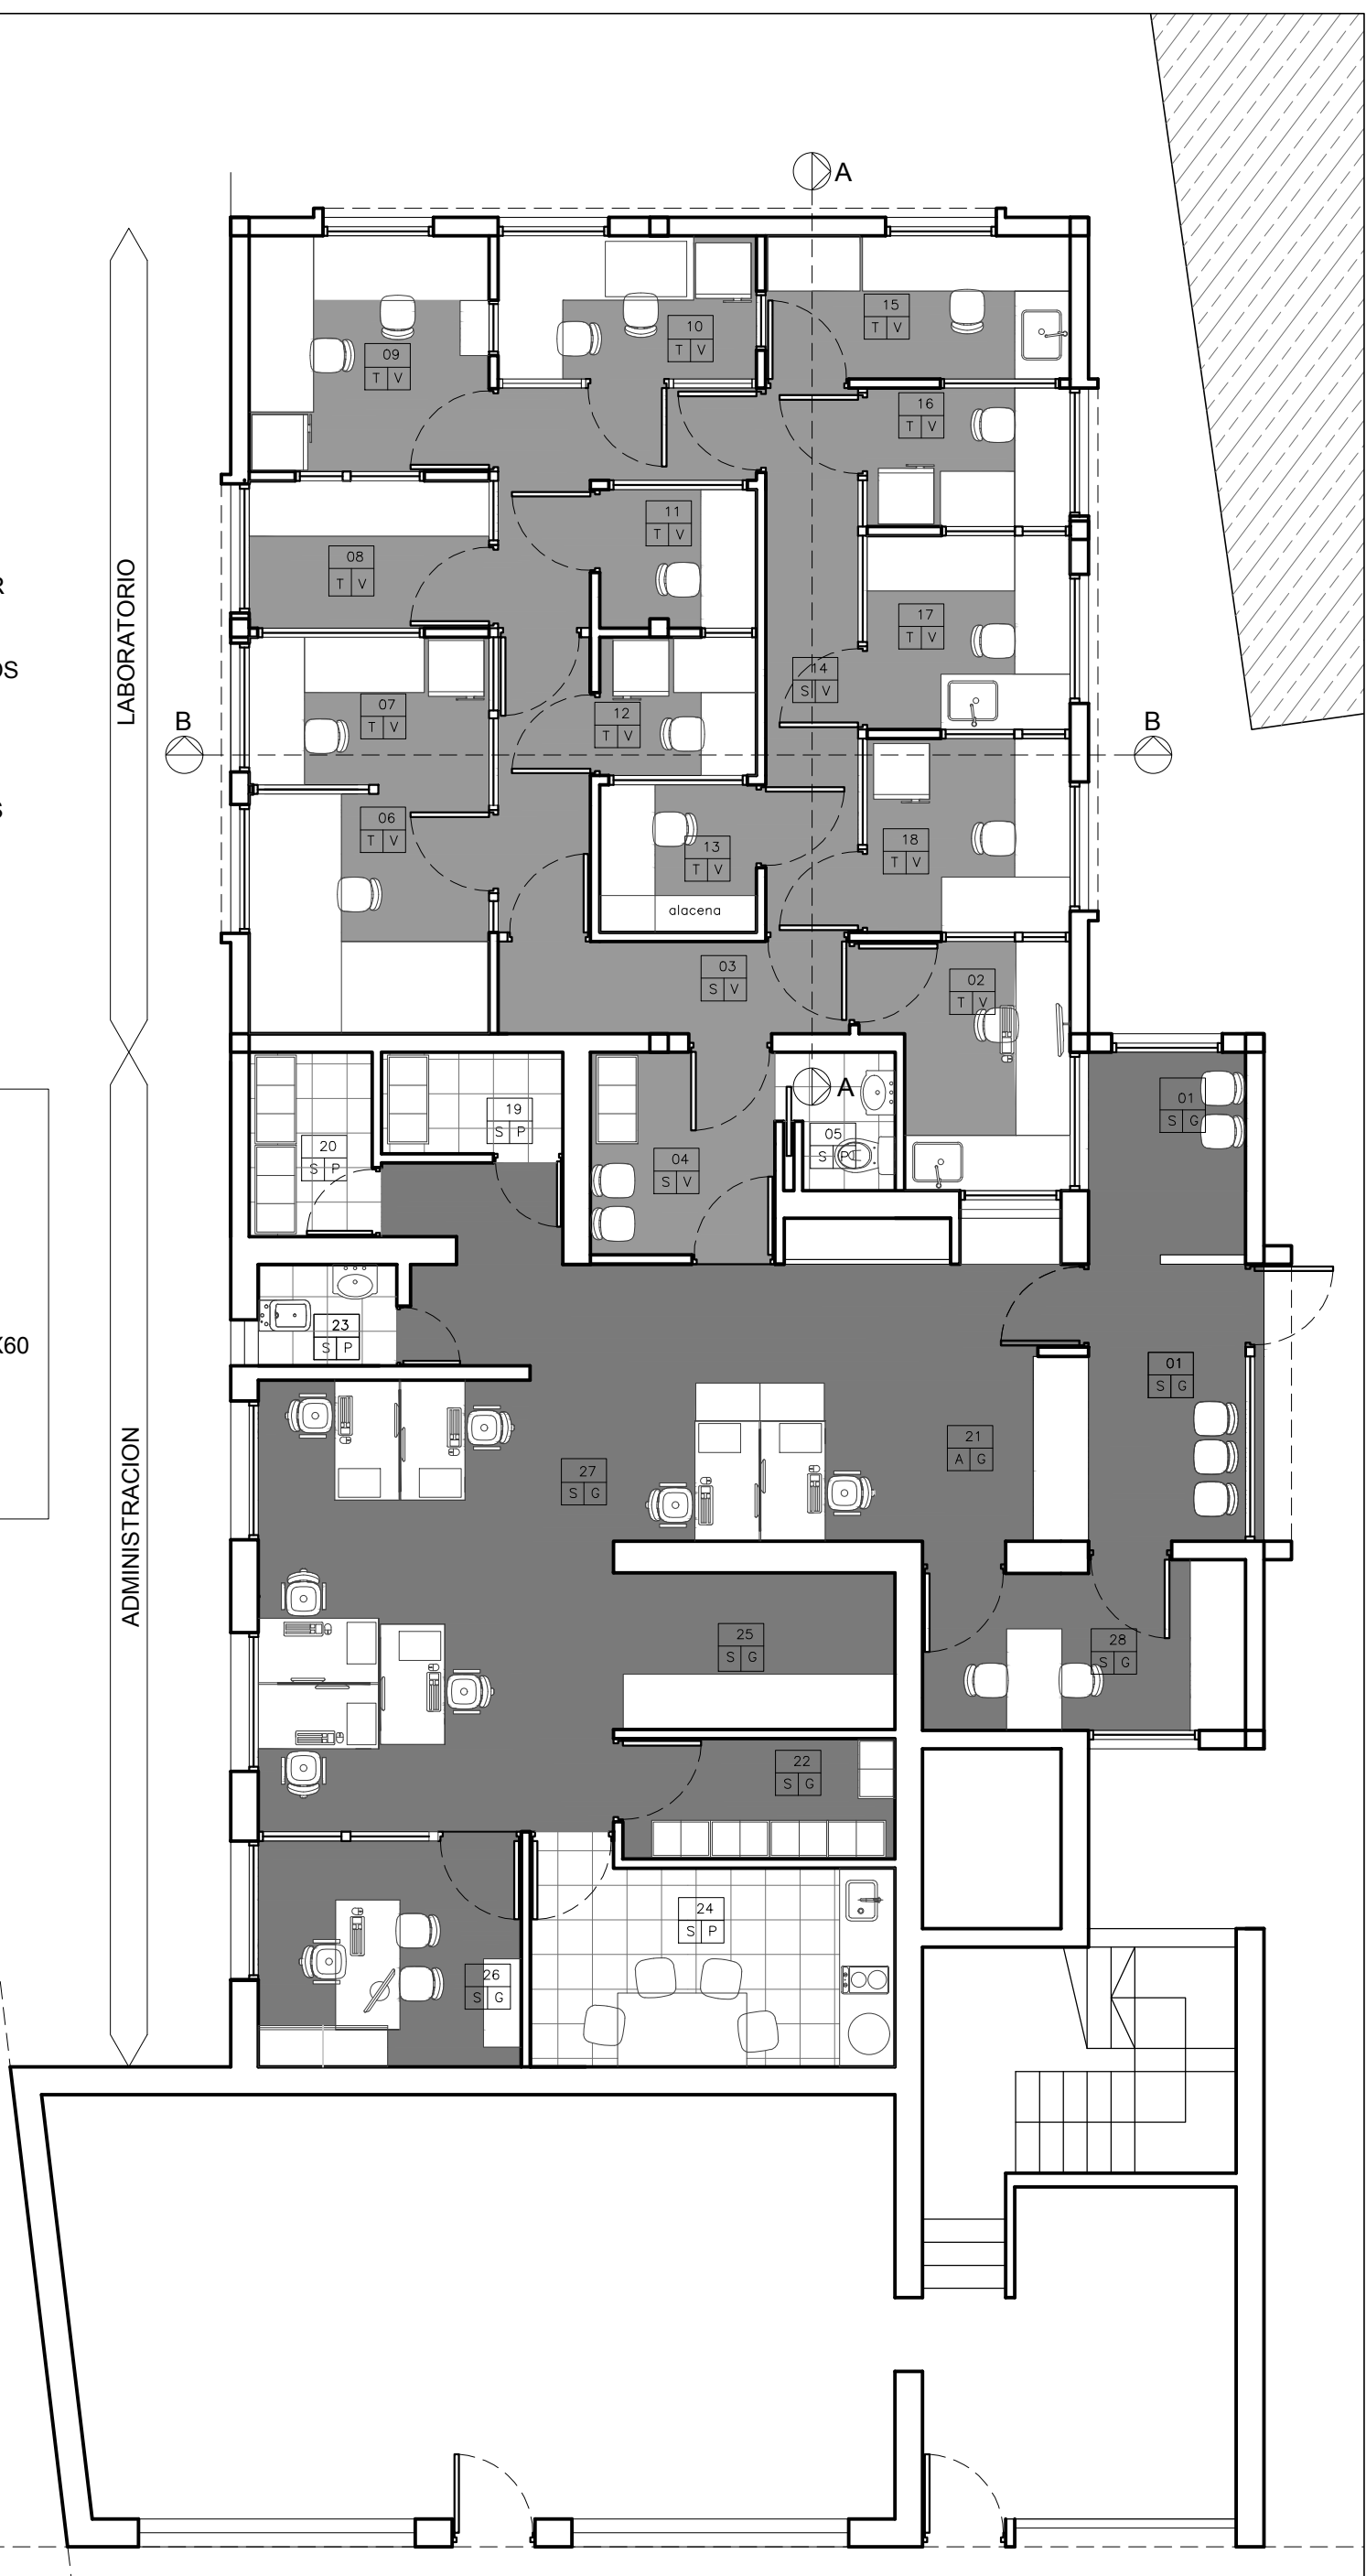 A
15
T V
10
T V
09
T V
16
T V
11
T V
08
T V
R
LABORATORIO
17
T V
OS
14
S V
07
T V
12
T V
B
B
S
06
T V
18
T V
13
T V
alacena
03
S V
02
T V
A
01
S G
19
S P
20
S P
05
S P
04
S V
23
S P
X60
01
S G
21
A G
27
S G
ADMINISTRACION
25
S G
28
S G
22
S G
24
S P
26
S G